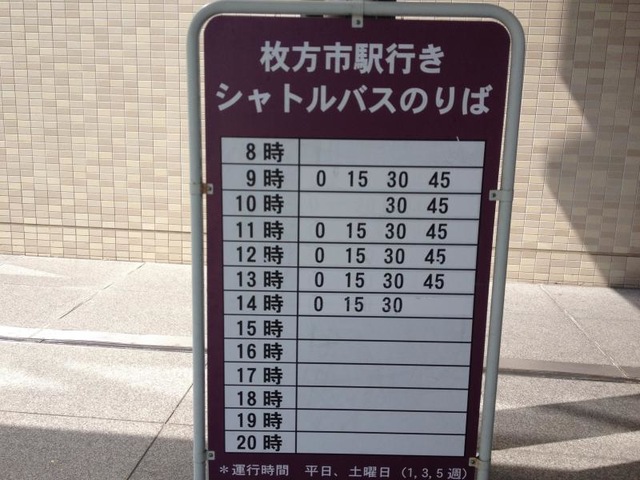 枚方市駅行き
シャトルバスのりば
8時
9時 0 15 30 45
10時 30 45
11時 0 15 30 45
12時 0 15 30 45
13時 0 15 30 45
14時 0 15 30
15時
16時
17時
18時
19時
20時
＊運行時間 平日、土曜日（1,3,5週）